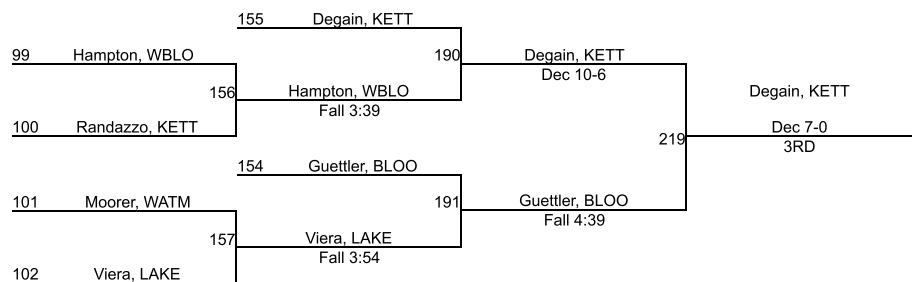 155 Degain, KETT
99 Hampton, WBLO
190 Degain, KETT
Dec 10-6
156 Hampton, WBLO
Fall 3:39
Degain, KETT
100 Randazzo, KETT
219 Dec 7-0
3RD
154 Guettler, BLOO
101 Moorer, WATM
191 Guettler, BLOO
Fall 4:39
157 Viera, LAKE
Fall 3:54
102 Viera, LAKE